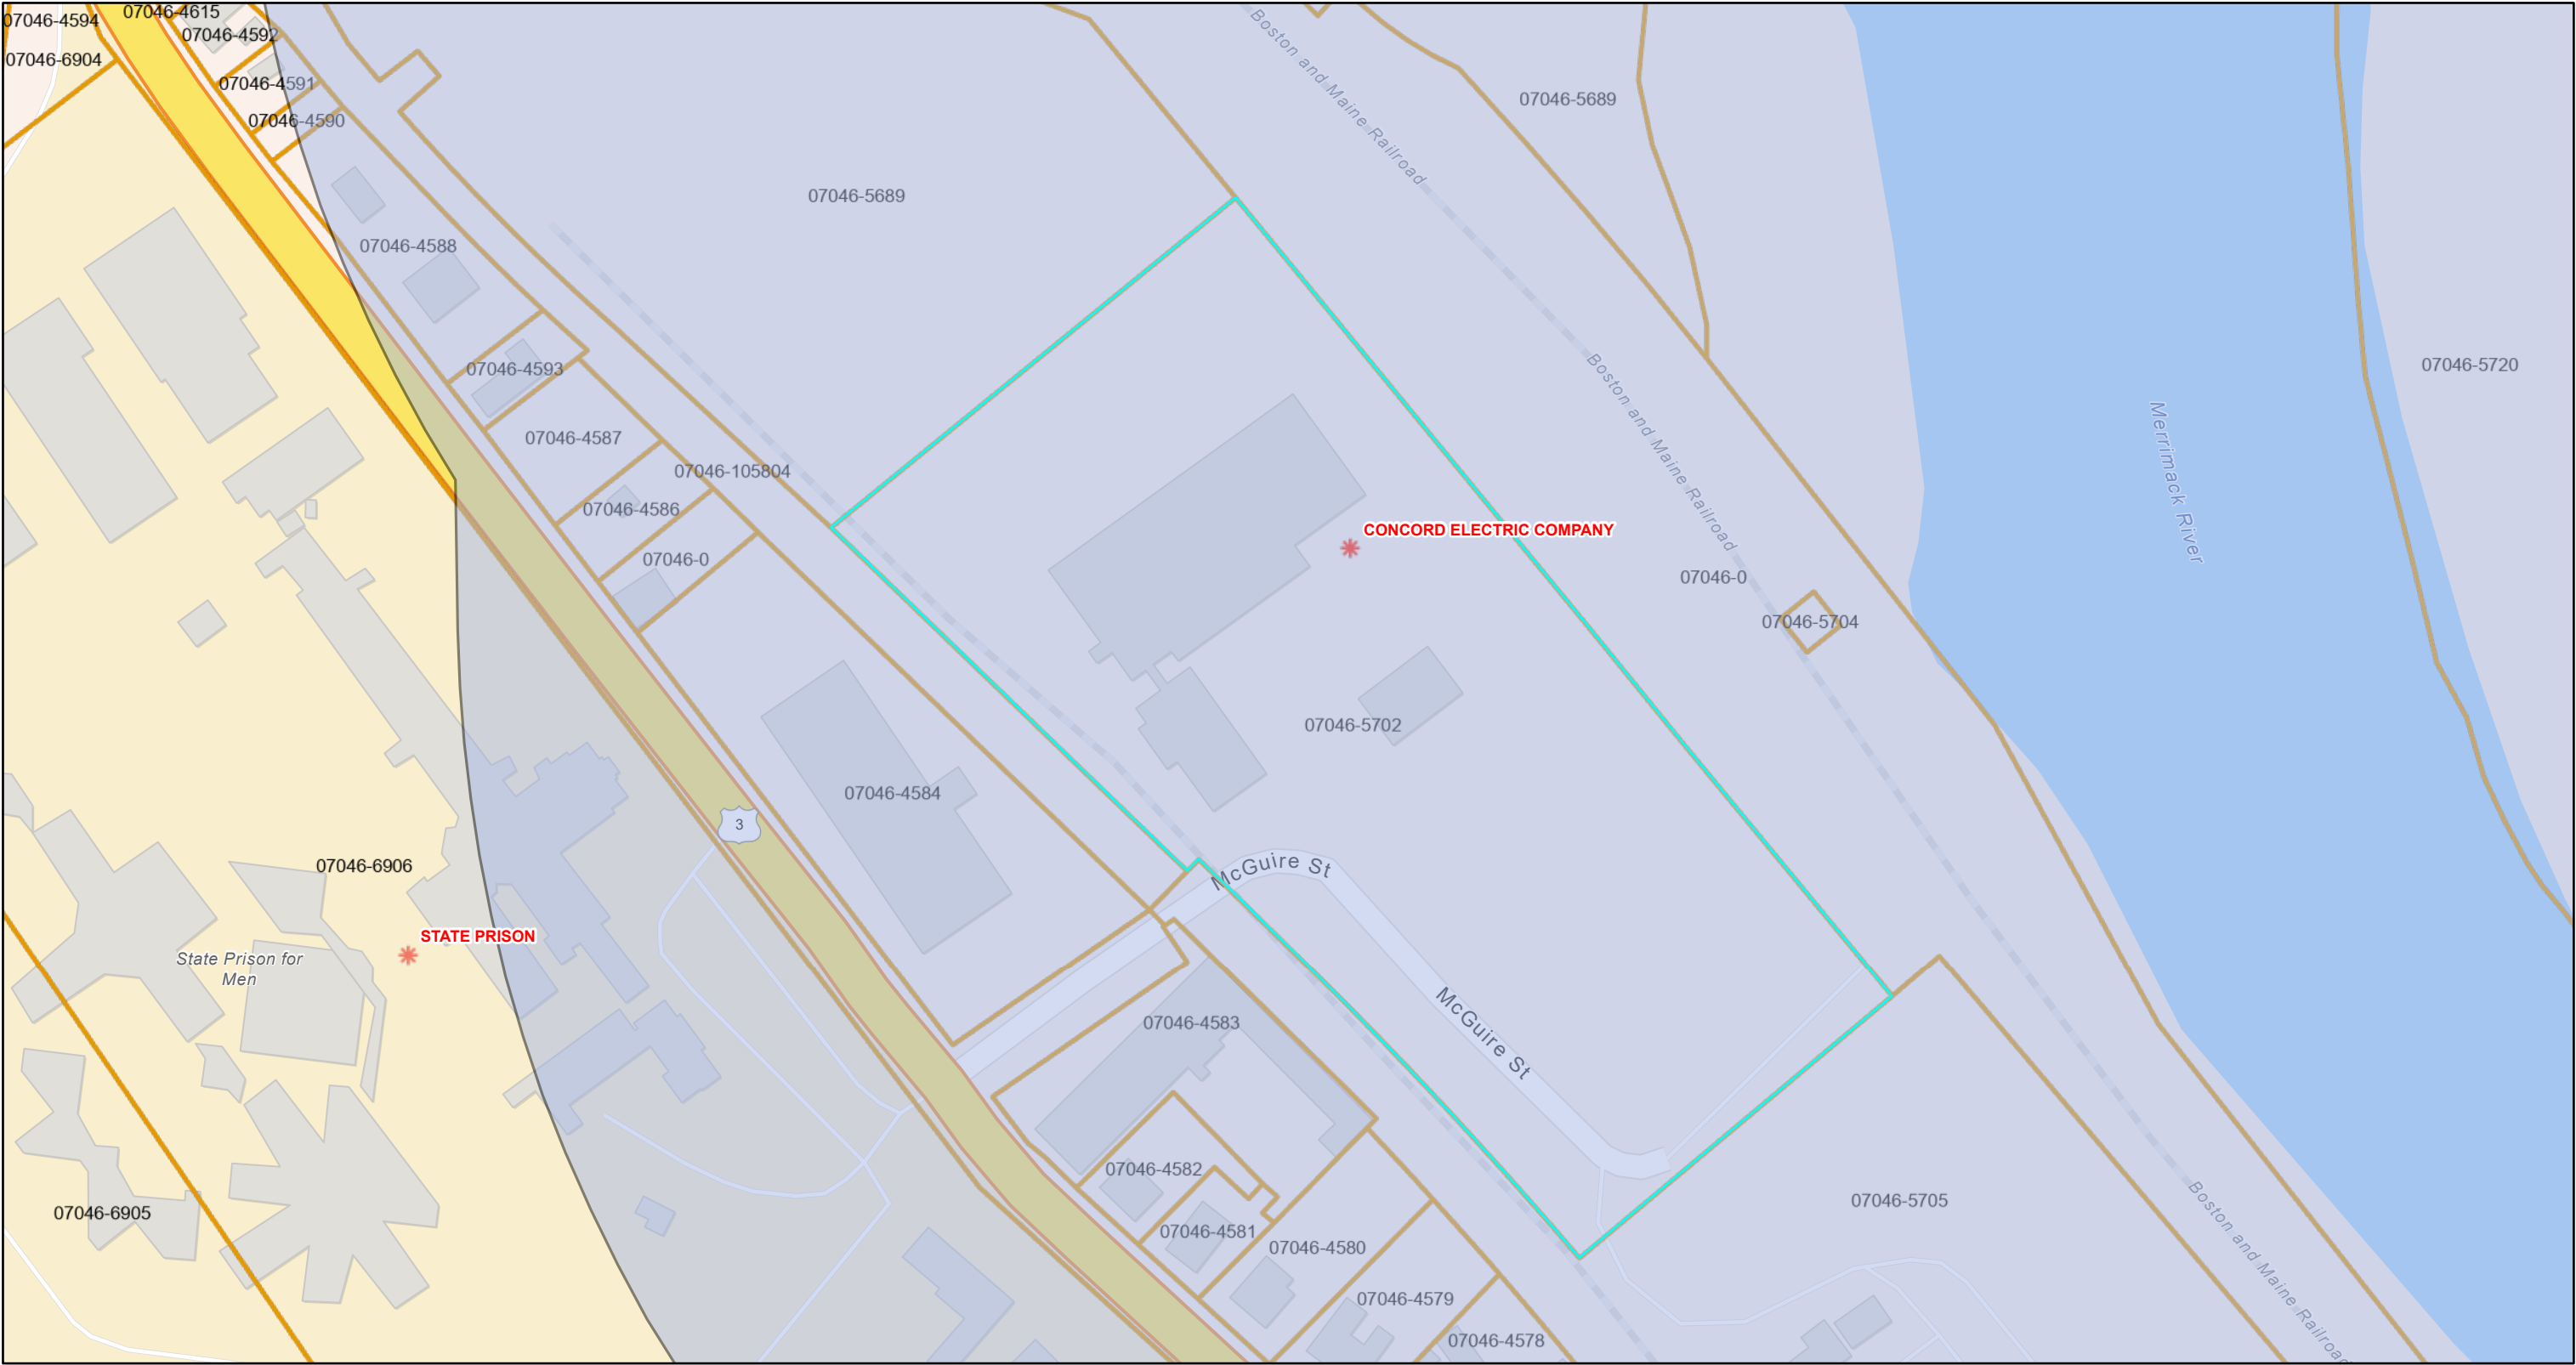 07046-4594
07046-4615
07046-4592
07046-6904
07046-4591
07046-4590
Boston and Maine Railroad
07046-5689
07046-5689
07046-4588
07046-4593
07046-5720
Boston and Maine Railroad
07046-4587
07046-105804
Merrimack River
07046-4586
CONCORD ELECTRIC COMPANY
07046-0
07046-0
07046-5704
07046-5702
07046-4584
3
07046-6906
McGuire St
STATE PRISON
State Prison for
Men
07046-4583
McGuire St
07046-4582
07046-5705
07046-6905
07046-4581
07046-4580
Boston and Maine Railroad
07046-4579
07046-4578